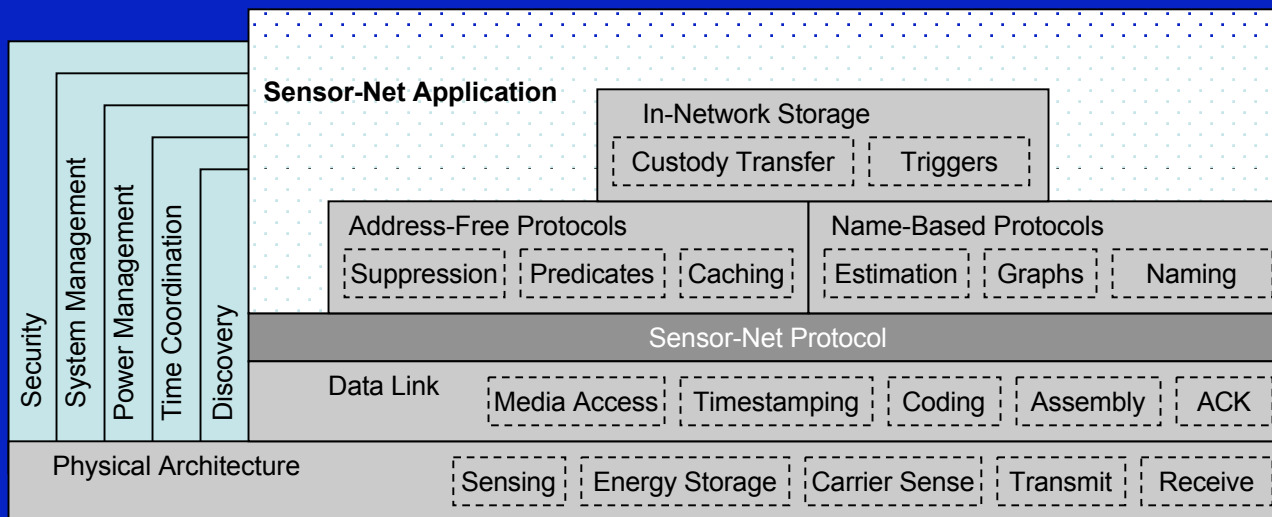 Sensor-Net Application
In-Network Storage
Custody Transfer
Triggers
Address-Free Protocols
Suppression
Predicates
Caching
Name-Based Protocols
Estimation
Graphs
Naming
Sensor-Net Protocol
Data Link
Media Access
Timestamping
Coding
Assembly
ACK
Physical Architecture
Sensing
Energy Storage
Carrier Sense
Transmit
Receive
Security
System Management
Power Management
Time Coordination
Discovery